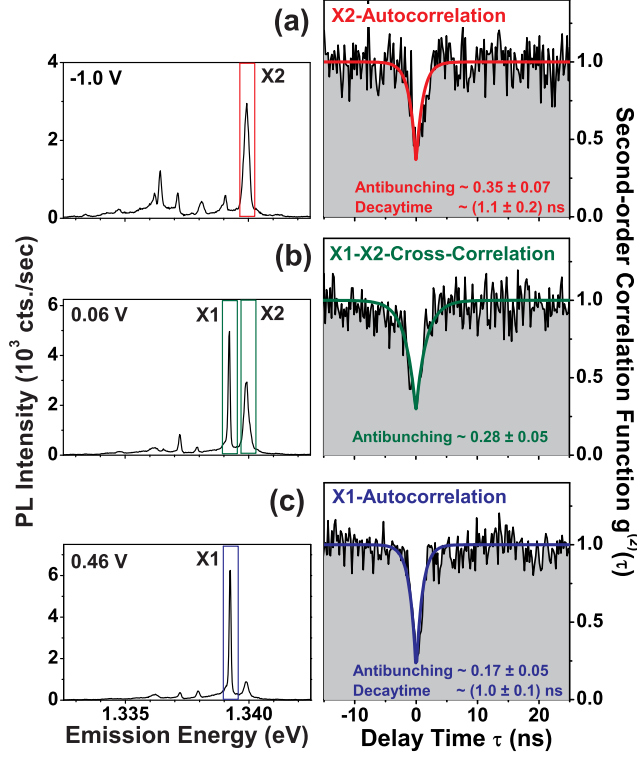 (a)
-1.0 V
X2
4
2
0
X2-Autocorrelation
Antibunching ~ 0.35 ± 0.07
Decaytime ~ (1.1 ± 0.2) ns
1.0
0.5
0.0
(b)
0.06 V
X1
X2
6
4
2
0
X1-X2-Cross-Correlation
Antibunching ~ 0.28 ± 0.05
1.0
0.5
0.0
(c)
0.46 V
X1
6
4
2
0
X1-Autocorrelation
Antibunching ~ 0.17 ± 0.05
Decaytime ~ (1.0 ± 0.1) ns
1.0
0.5
0.0
1.335
1.340
-10
0
10
20
Emission Energy (eV)
Delay Time τ (ns)
PL Intensity (10³ cts./sec)
Second-order Correlation Function g⁽²⁾(τ)